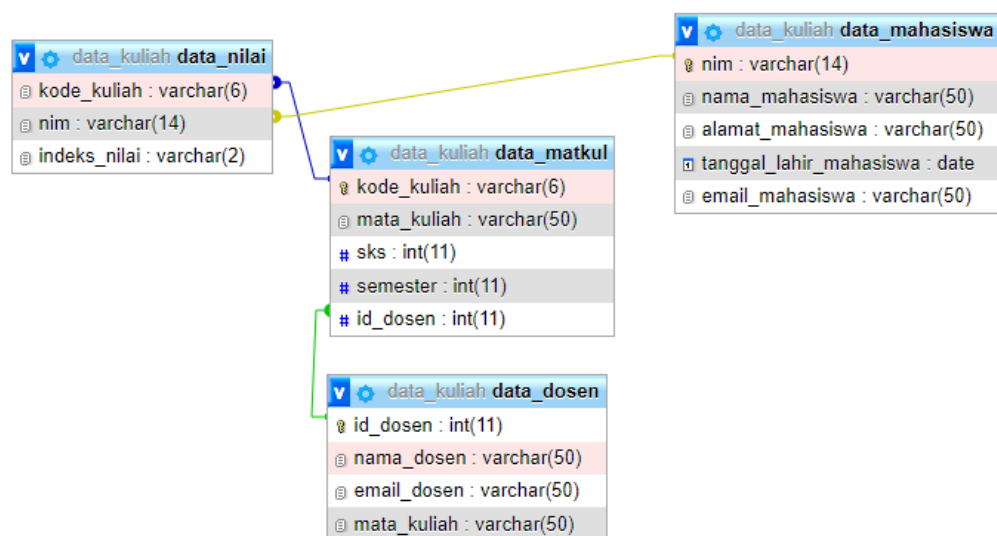 v data_kuliah data_nilai
kode_kuliah : varchar(6)
nim : varchar(14)
indeks_nilai : varchar(2)
v data_kuliah data_matkul
kode_kuliah : varchar(6)
mata_kuliah : varchar(50)
# sks : int(11)
# semester : int(11)
# id_dosen : int(11)
v data_kuliah data_dosen
id_dosen : int(11)
nama_dosen : varchar(50)
email_dosen : varchar(50)
mata_kuliah : varchar(50)
v data_kuliah data_mahasiswa
nim : varchar(14)
nama_mahasiswa : varchar(50)
alamat_mahasiswa : varchar(50)
tanggal_lahir_mahasiswa : date
email_mahasiswa : varchar(50)